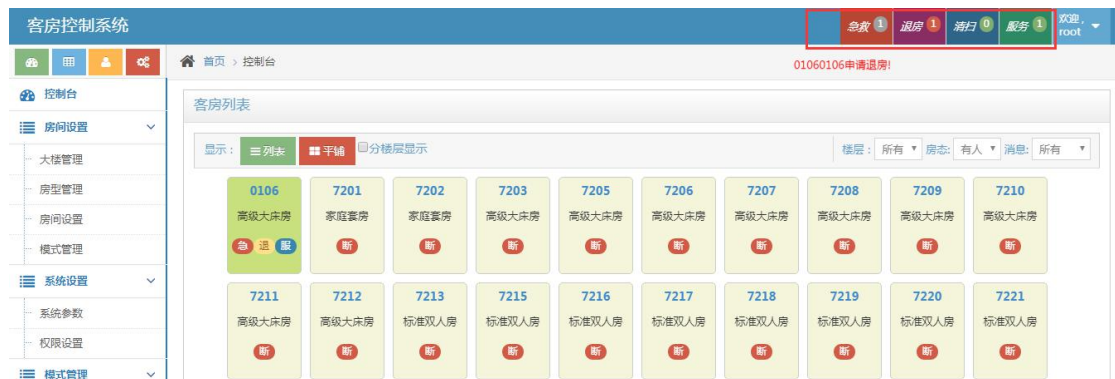 客房控制系统
急救 1 退房 1 清扫 0 服务 1 欢迎, root
首页 > 控制台
01060106申请退房!
控制台
房间设置
大楼管理
房型管理
房间设置
模式管理
系统设置
系统参数
权限设置
模式管理
客房列表
显示: 列表 平铺 分楼层显示 楼层: 所有 房态: 有人 消息: 所有
0106 7201 7202 7203 7205 7206 7207 7208 7209 7210
高级大床房 家庭套房 家庭套房 高级大床房 高级大床房 高级大床房 高级大床房 高级大床房 高级大床房 高级大床房
急 退 服 断 断 断 断 断 断 断 断 断
7211 7212 7213 7215 7216 7217 7218 7219 7220 7221
高级大床房 高级大床房 标准双人房 标准双人房 标准双人房 标准双人房 标准双人房 标准双人房 标准双人房 标准双人房
断 断 断 断 断 断 断 断 断 断